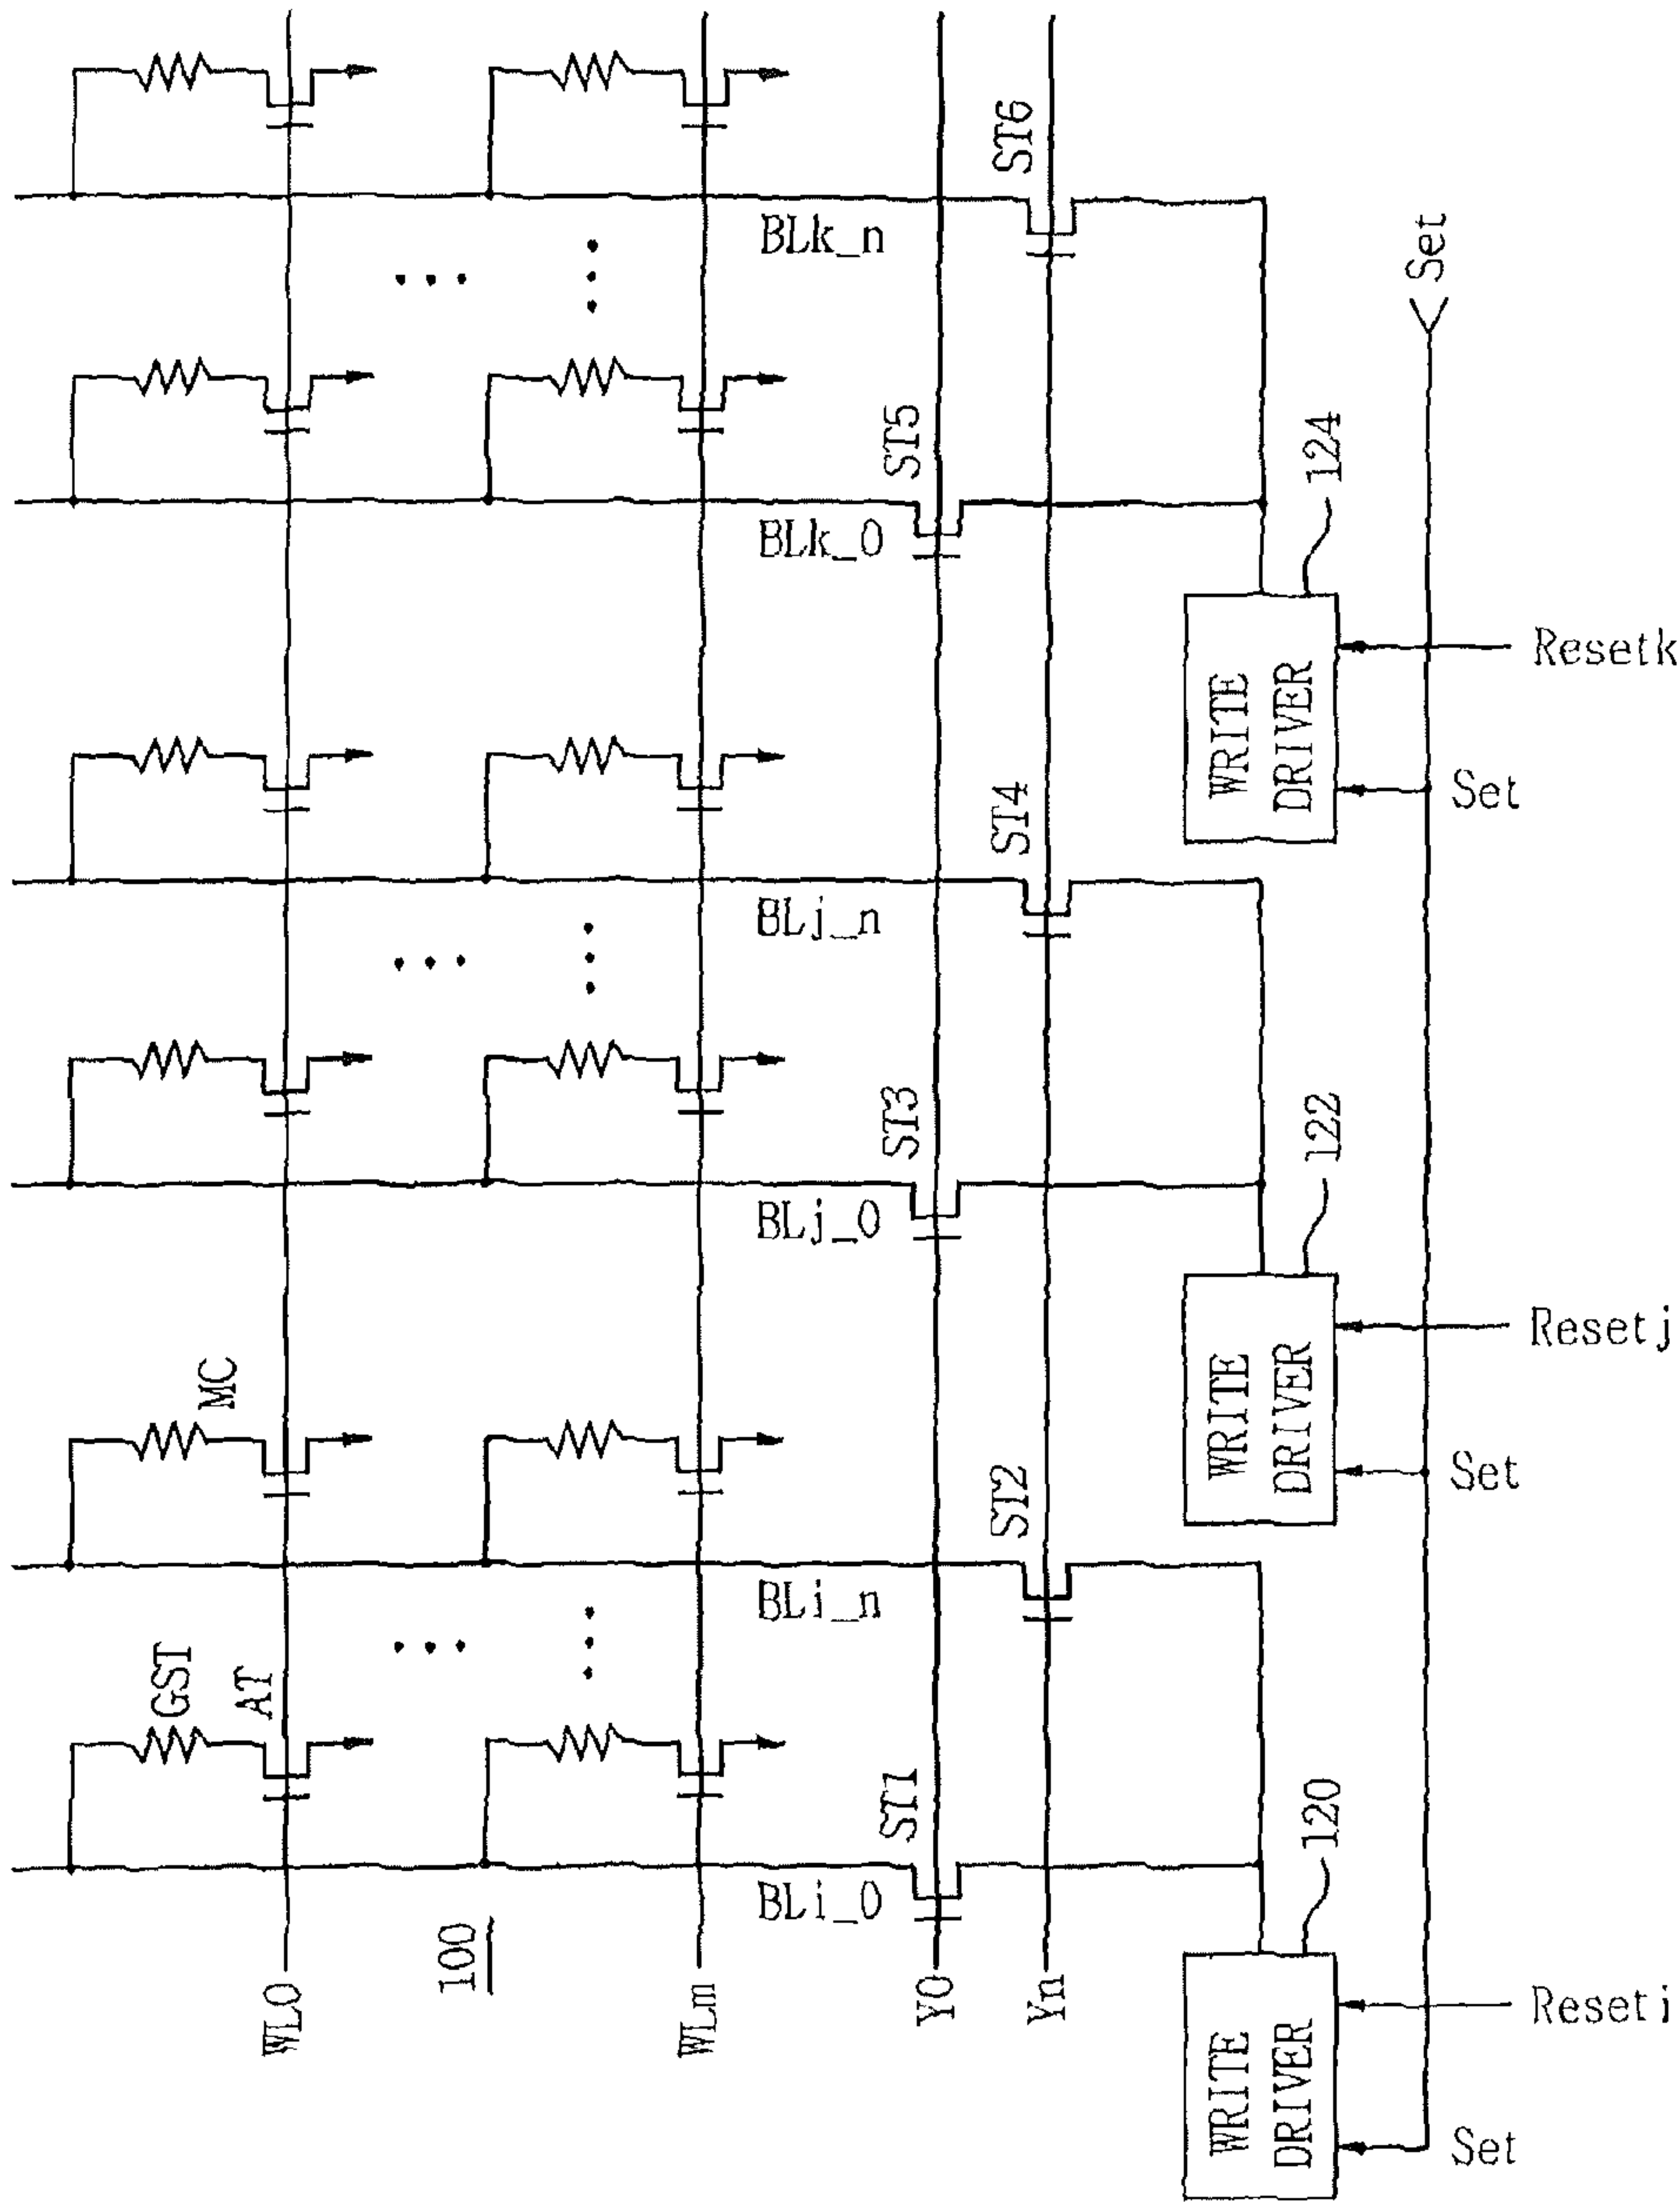 WL0
100
WLm
Y0
Yn
GST
AT
MC
BLi_0
BLi_n
BLj_0
BLj_n
BLk_0
BLk_n
ST1
ST2
ST3
ST4
ST5
ST6
WRITE
DRIVER
120
Set
Reseti
WRITE
DRIVER
122
Set
Resetj
WRITE
DRIVER
124
Set
Resetk
Set